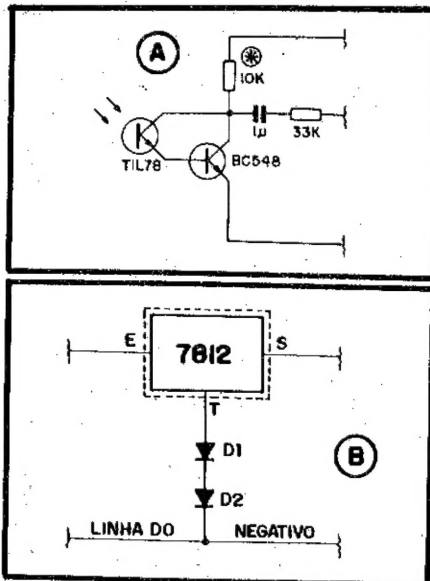 A
*
10K
1µ
33K
TIL78
BC548
7812
E
S
T
D1
D2
B
LINHA DO NEGATIVO